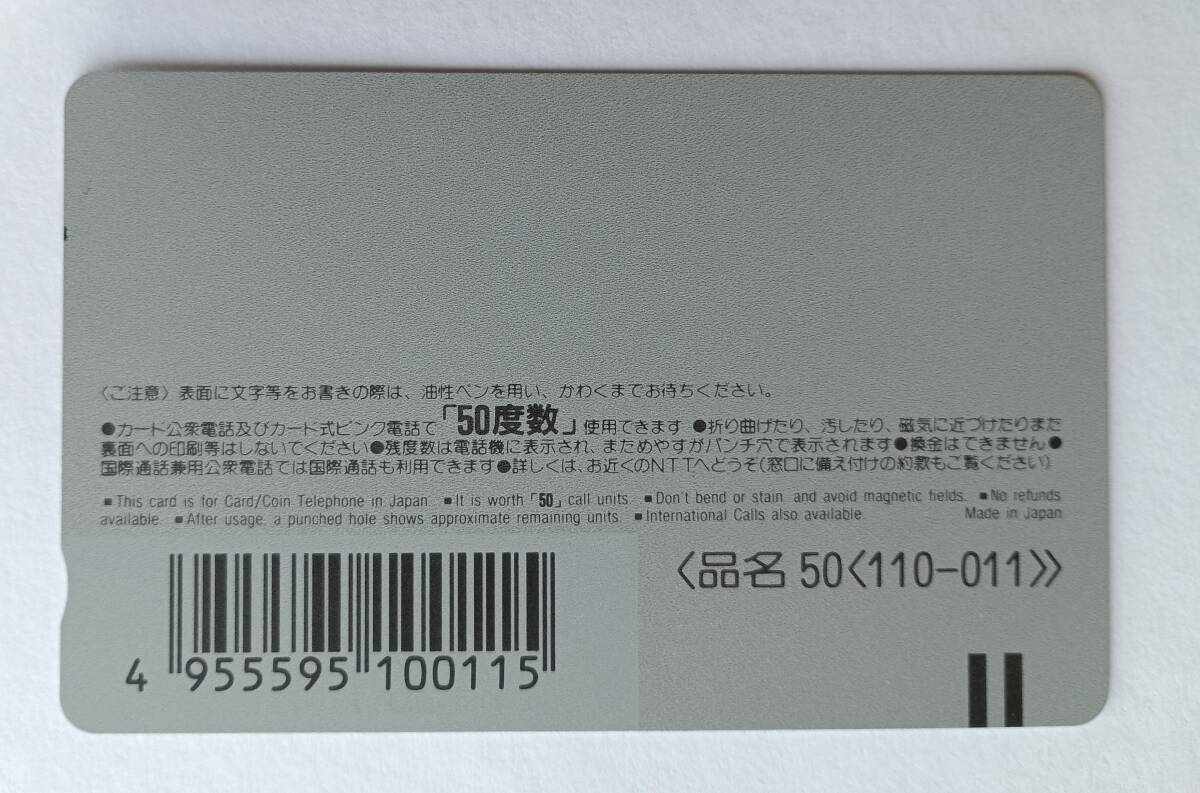 〈ご注意〉表面に文字等をお書きの際は、油性ペンを用い、かわくまでお待ちください。
●カード公衆電話及びカード式ピンク電話で「50度数」使用できます ●折り曲げたり、汚したり、磁気に近づけたりまた
裏面への印刷等はしないでください●残度数は電話機に表示され、まためやすがパンチ穴で表示されます●換金はできません●
国際通話兼用公衆電話では国際通話も利用できます●詳しくは、お近くのNTTへどうぞ(窓口に備え付けの約款もご覧ください)
■This card is for Card/Coin Telephone in Japan. ■It is worth「50」call units. ■Don't bend or stain, and avoid magnetic fields. ■No refunds
available. ■After usage, a punched hole shows approximate remaining units. ■International Calls also available.
Made in Japan
〈品名 50〈110-011〉〉
4 955595 100115